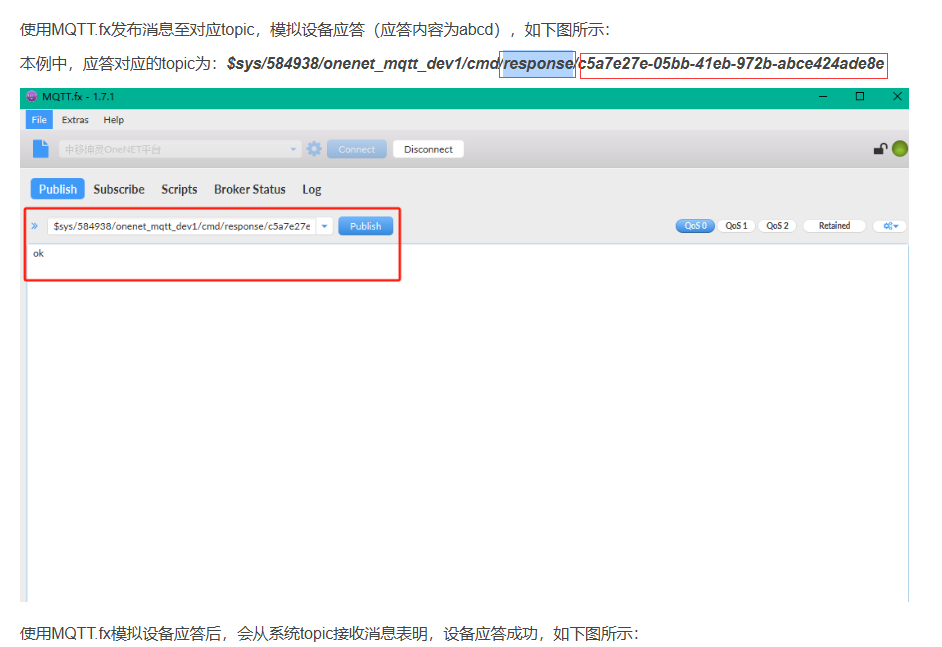 使用MQTT.fx发布消息至对应topic，模拟设备应答（应答内容为abcd），如下图所示：
本例中，应答对应的topic为：$sys/584938/onenet_mqtt_dev1/cmd/response/c5a7e27e-05bb-41eb-972b-abce424ade8e
MQTT.fx - 1.7.1
File Extras Help
中移坤灵OneNET平台 Connect Disconnect
Publish Subscribe Scripts Broker Status Log
$sys/584938/onenet_mqtt_dev1/cmd/response/c5a7e27e Publish QoS 0 QoS 1 QoS 2 Retained
ok
使用MQTT.fx模拟设备应答后，会从系统topic接收消息表明，设备应答成功，如下图所示：